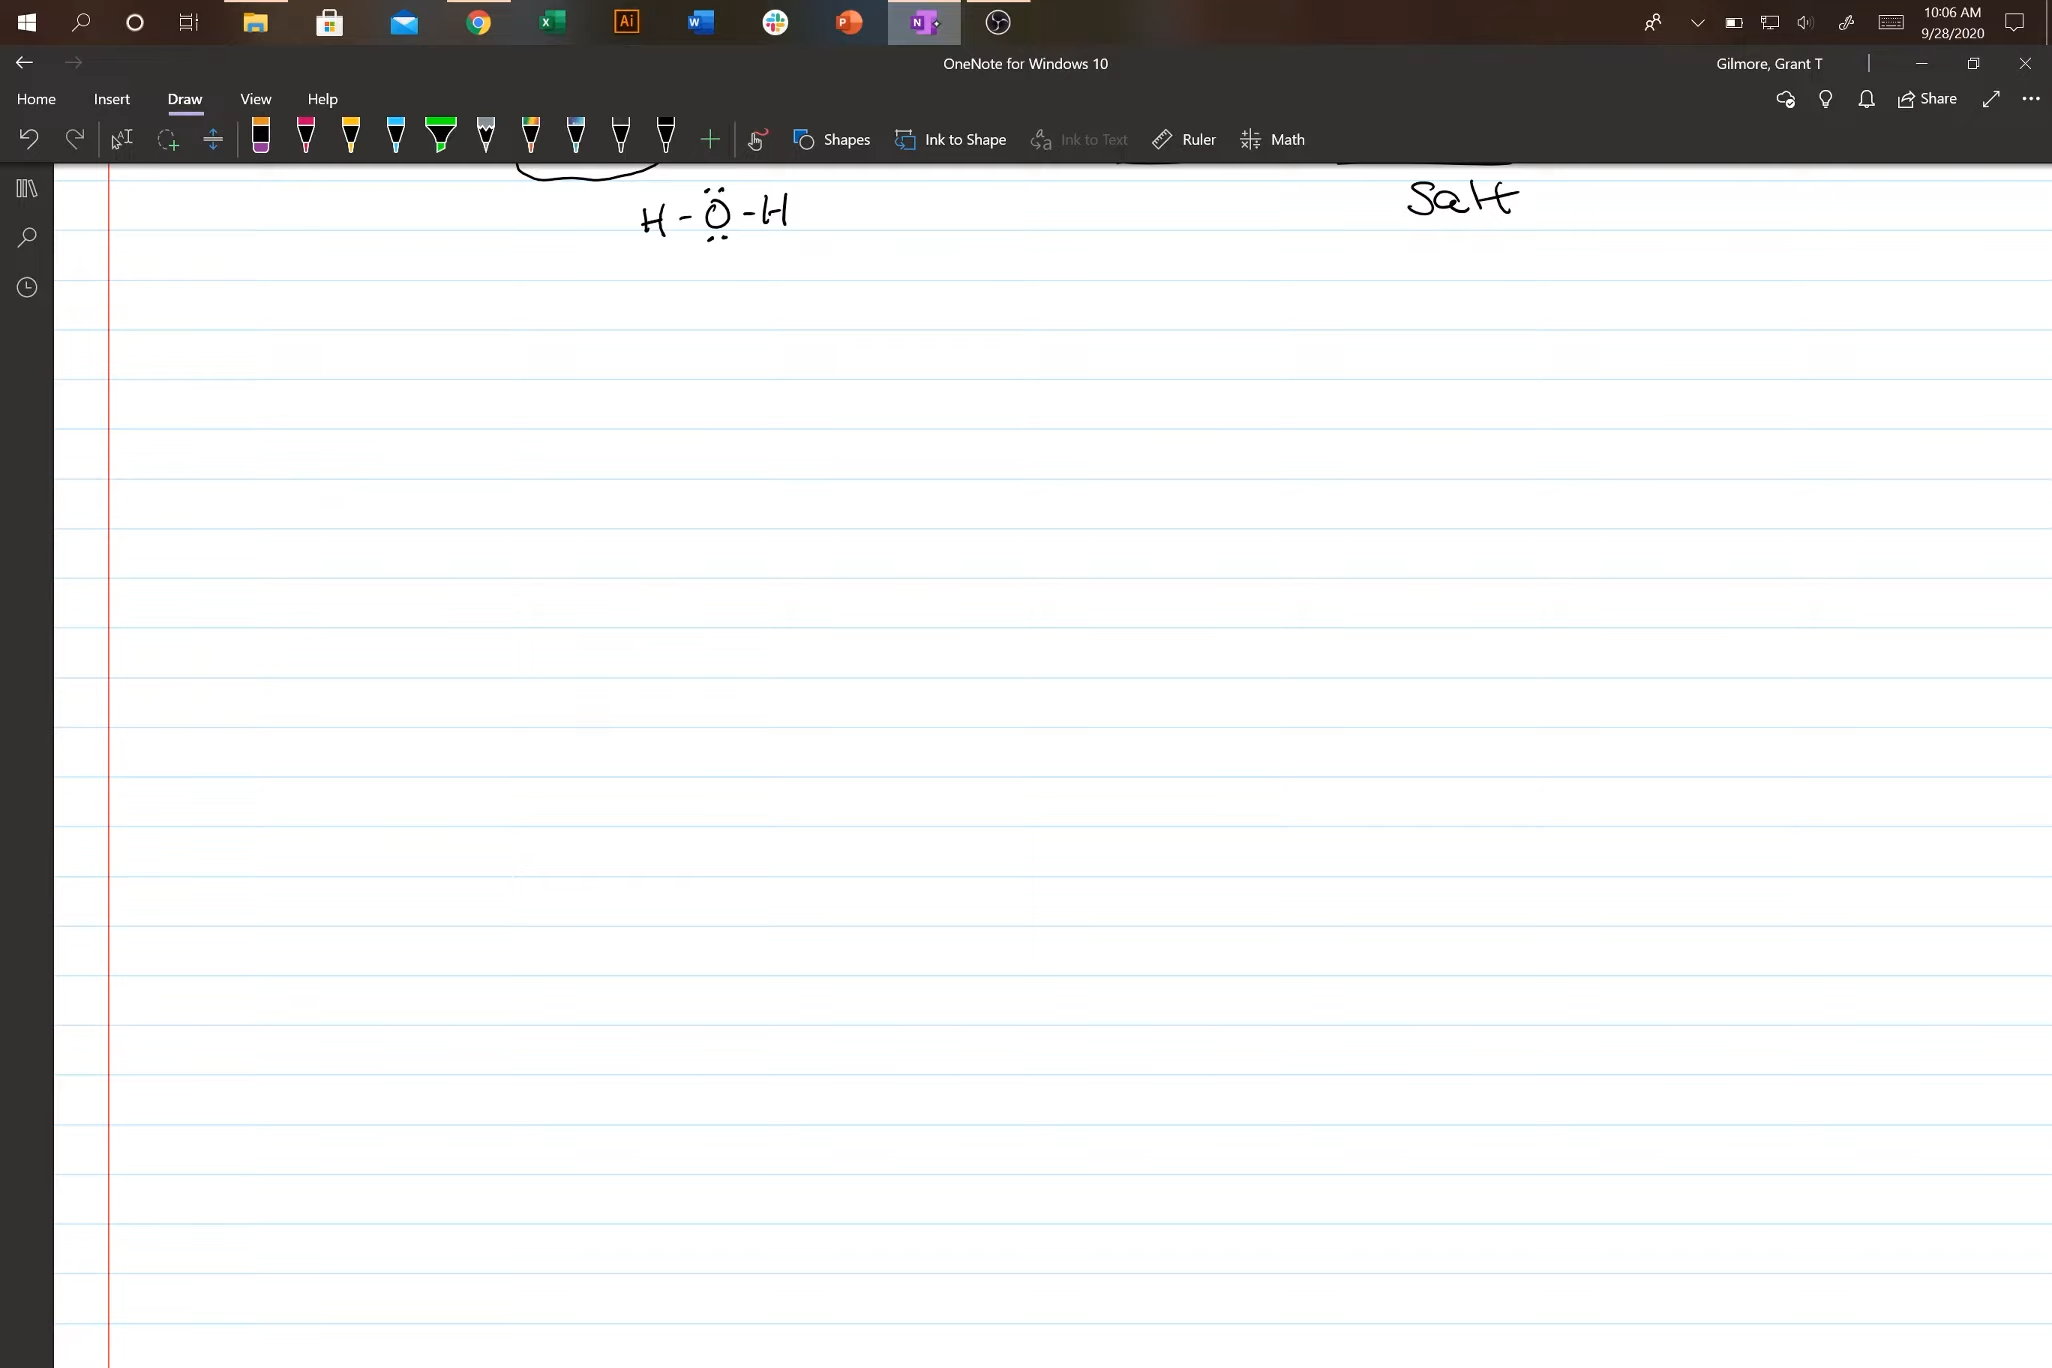 10:06 AM
9/28/2020
OneNote for Windows 10
Gilmore, Grant T
Home Insert Draw View Help
Share
Shapes Ink to Shape Ink to Text Ruler Math
Salt
H - Ö - H